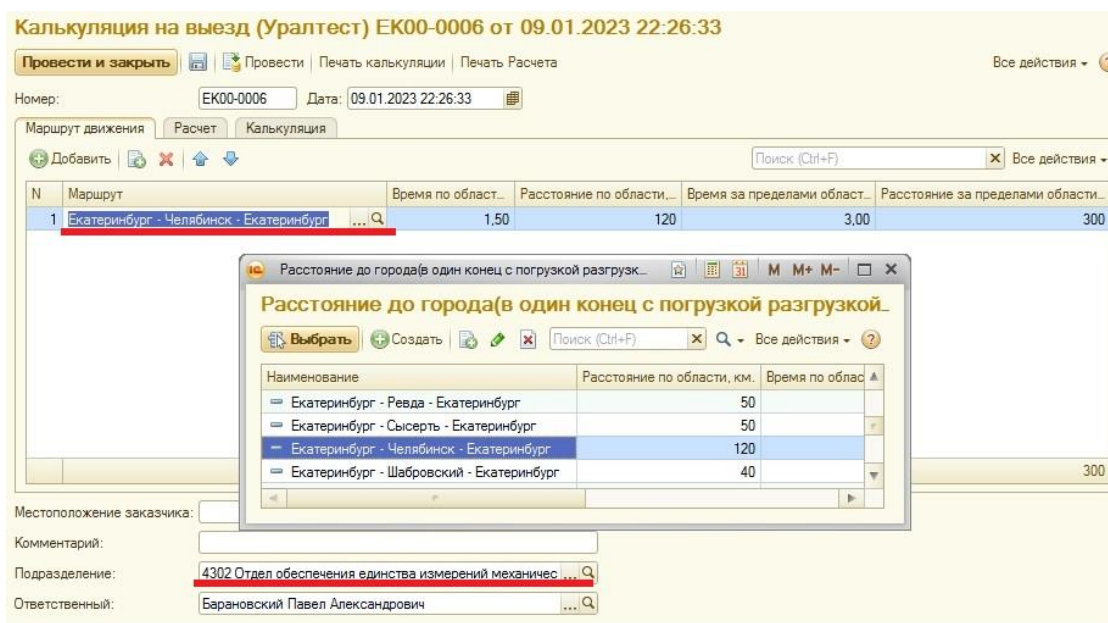 Калькуляция на выезд (Уралтест) ЕК00-0006 от 09.01.2023 22:26:33
Провести и закрыть Провести Печать калькуляции Печать Расчета Все действия
Номер: ЕК00-0006 Дата: 09.01.2023 22:26:33
Маршрут движения Расчет Калькуляция
Добавить Поиск (Ctrl+F) Все действия
N Маршрут Время по област... Расстояние по области,... Время за пределами област... Расстояние за пределами области...
1 Екатеринбург - Челябинск - Екатеринбург ... 1,50 120 3,00 300
1С Расстояние до города(в один конец с погрузкой разгрузк... 31 M M+ M-
Расстояние до города(в один конец с погрузкой разгрузкой...
Выбрать Создать Поиск (Ctrl+F) Все действия ?
Наименование Расстояние по области, км. Время по облас
Екатеринбург - Ревда - Екатеринбург 50
Екатеринбург - Сысерть - Екатеринбург 50
Екатеринбург - Челябинск - Екатеринбург 120
Екатеринбург - Шабровский - Екатеринбург 40
300
Местоположение заказчика:
Комментарий:
Подразделение: 4302 Отдел обеспечения единства измерений механичес ...
Ответственный: Барановский Павел Александрович ...